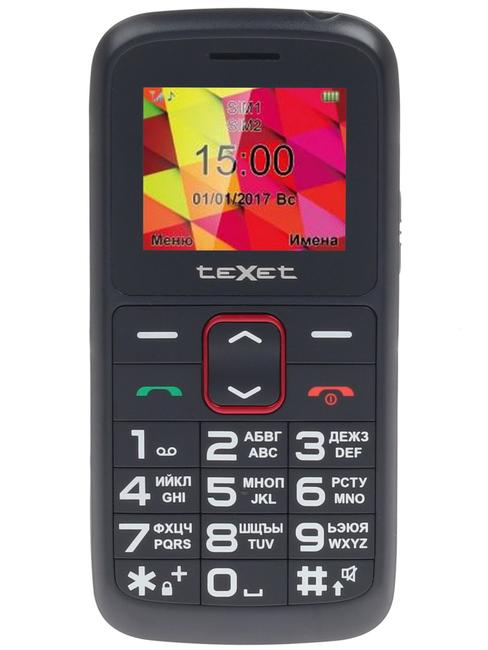 SIM1
SIM2
15:00
01/01/2017 Вс
Меню Имена
teXet
1 2 АБВГ ABC 3 ДЕЖЗ DEF
4 ИЙКЛ GHI 5 МНОП JKL 6 РСТУ MNO
7 ФХЦЧ PQRS 8 ШЩЪЫ TUV 9 ЬЭЮЯ WXYZ
* + 0 #